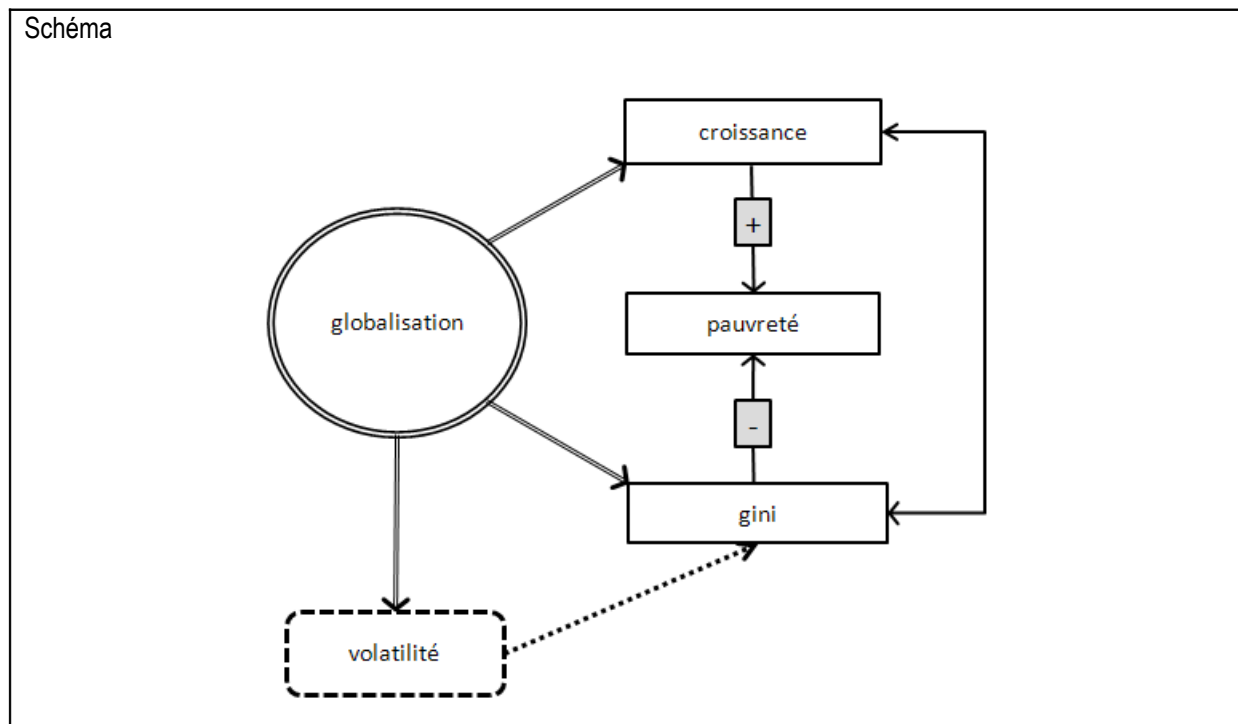 Schéma
croissance
+
globalisation
pauvreté
-
gini
volatilité